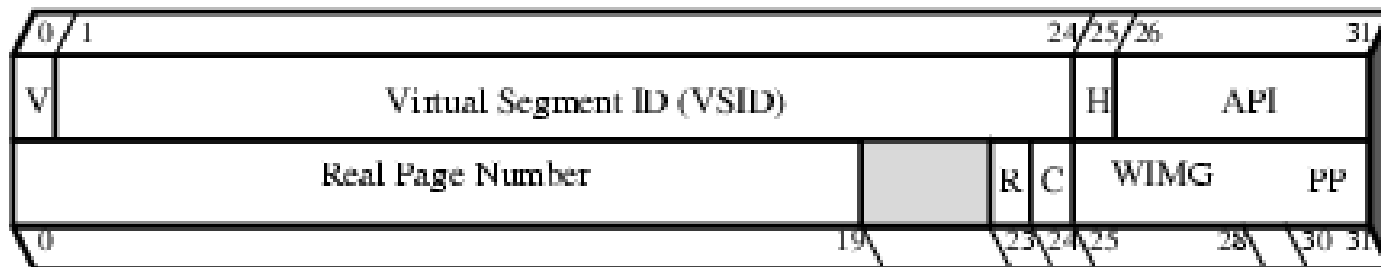 0 1 24 25 26 31
V Virtual Segment ID (VSID) H API
Real Page Number R C WIMG PP
0 19 23 24 25 28 30 31